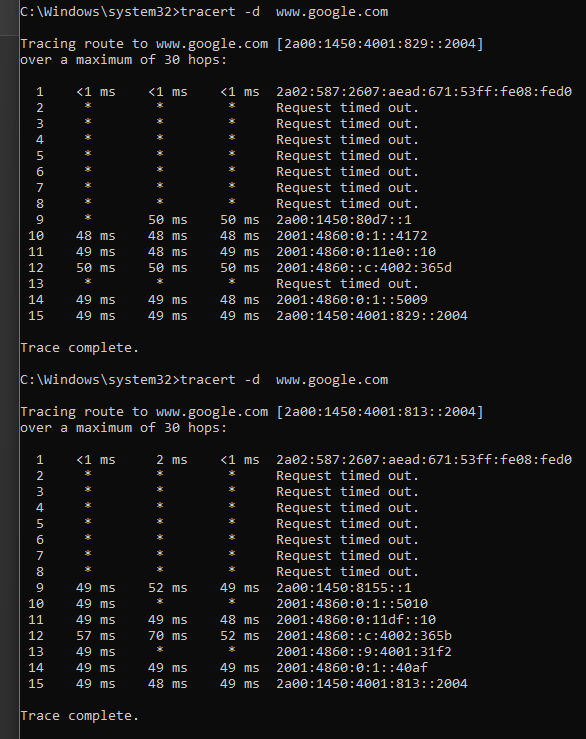 C:\Windows\system32>tracert -d  www.google.com
Tracing route to www.google.com [2a00:1450:4001:829::2004]
over a maximum of 30 hops:
  1    <1 ms    <1 ms    <1 ms  2a02:587:2607:aead:671:53ff:fe08:fed0
  2     *        *        *     Request timed out.
  3     *        *        *     Request timed out.
  4     *        *        *     Request timed out.
  5     *        *        *     Request timed out.
  6     *        *        *     Request timed out.
  7     *        *        *     Request timed out.
  8     *        *        *     Request timed out.
  9     *       50 ms    50 ms  2a00:1450:80d7::1
 10    48 ms    48 ms    48 ms  2001:4860:0:1::4172
 11    49 ms    48 ms    49 ms  2001:4860:0:11e0::10
 12    50 ms    50 ms    50 ms  2001:4860::c:4002:365d
 13     *        *        *     Request timed out.
 14    49 ms    49 ms    48 ms  2001:4860:0:1::5009
 15    49 ms    49 ms    49 ms  2a00:1450:4001:829::2004
Trace complete.
C:\Windows\system32>tracert -d  www.google.com
Tracing route to www.google.com [2a00:1450:4001:813::2004]
over a maximum of 30 hops:
  1    <1 ms     2 ms    <1 ms  2a02:587:2607:aead:671:53ff:fe08:fed0
  2     *        *        *     Request timed out.
  3     *        *        *     Request timed out.
  4     *        *        *     Request timed out.
  5     *        *        *     Request timed out.
  6     *        *        *     Request timed out.
  7     *        *        *     Request timed out.
  8     *        *        *     Request timed out.
  9    49 ms    52 ms    49 ms  2a00:1450:8155::1
 10    49 ms     *        *     2001:4860:0:1::5010
 11    49 ms    49 ms    48 ms  2001:4860:0:11df::10
 12    57 ms    70 ms    52 ms  2001:4860::c:4002:365b
 13    49 ms     *        *     2001:4860::9:4001:31f2
 14    49 ms    49 ms    49 ms  2001:4860:0:1::40af
 15    49 ms    48 ms    49 ms  2a00:1450:4001:813::2004
Trace complete.